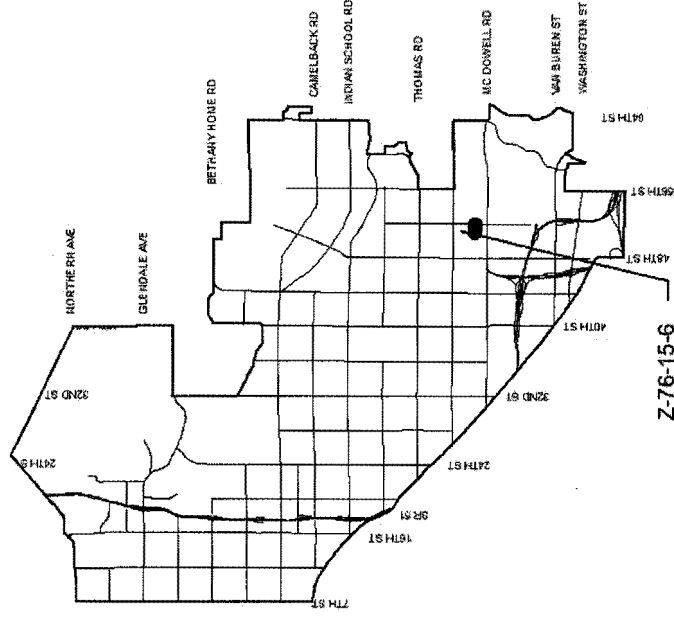 NORTHERN AVE
GLENDALE AVE
BETHANY HOME RD
CAMELBACK RD
INDIAN SCHOOL RD
THOMAS RD
MC DOWELL RD
VAN BUREN ST
WASHINGTON ST
24TH S
32ND ST
7TH ST
16TH ST
SR 51
24TH ST
32ND ST
40TH ST
48TH ST
56TH ST
64TH ST
Z-76-15-6